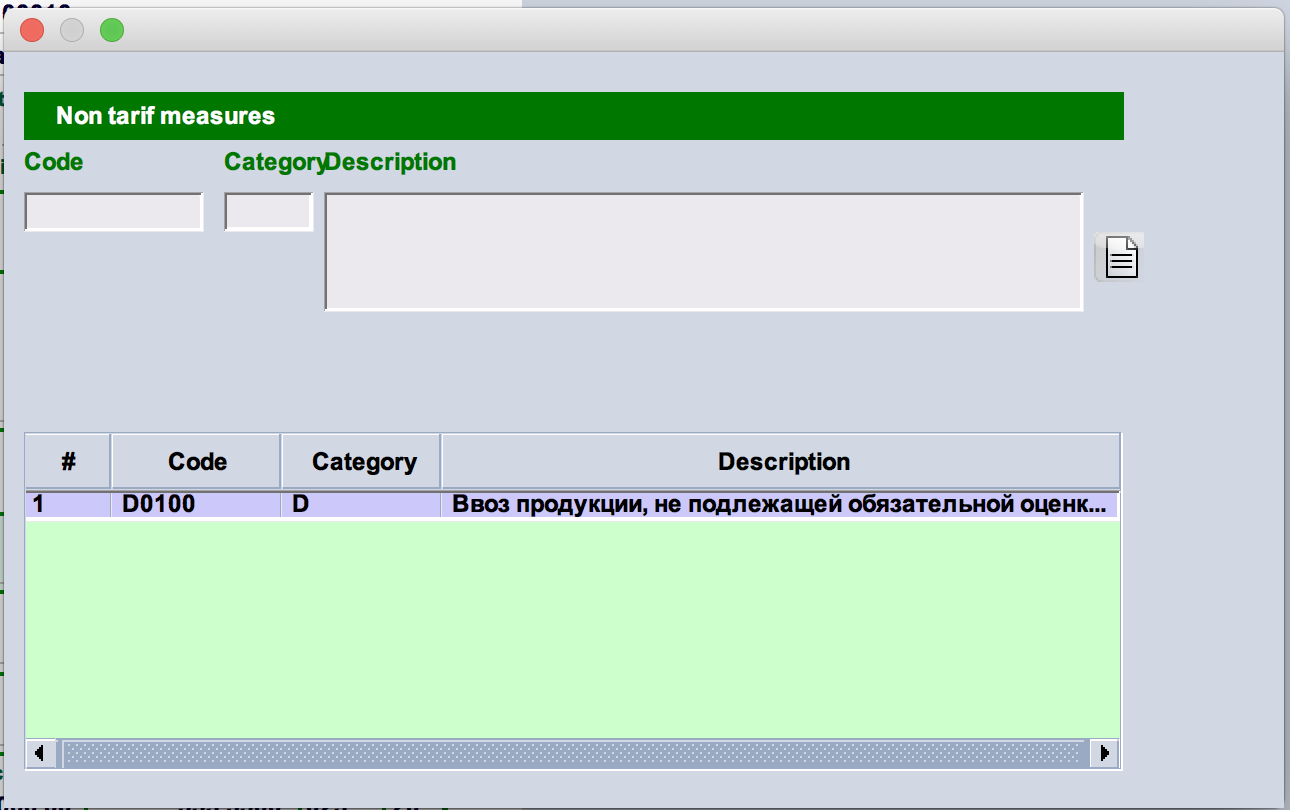 Non tarif measures
Code Category Description
# Code Category Description
1 D0100 D Ввоз продукции, не подлежащей обязательной оценк...